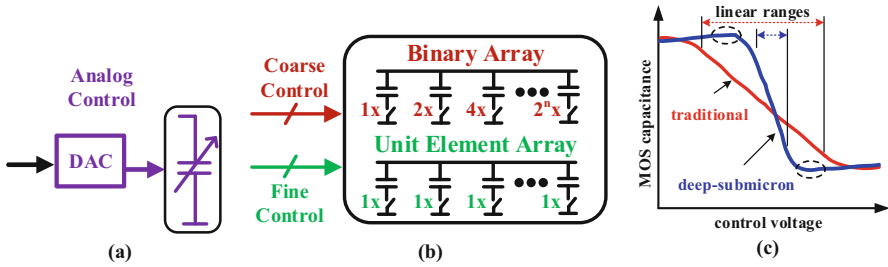 Analog
Control
DAC
(a)
Coarse
Control
Fine
Control
Binary Array
1x 2x 4x 2ⁿx
Unit Element Array
1x 1x 1x 1x
(b)
linear ranges
MOS capacitance
traditional
deep-submicron
control voltage
(c)